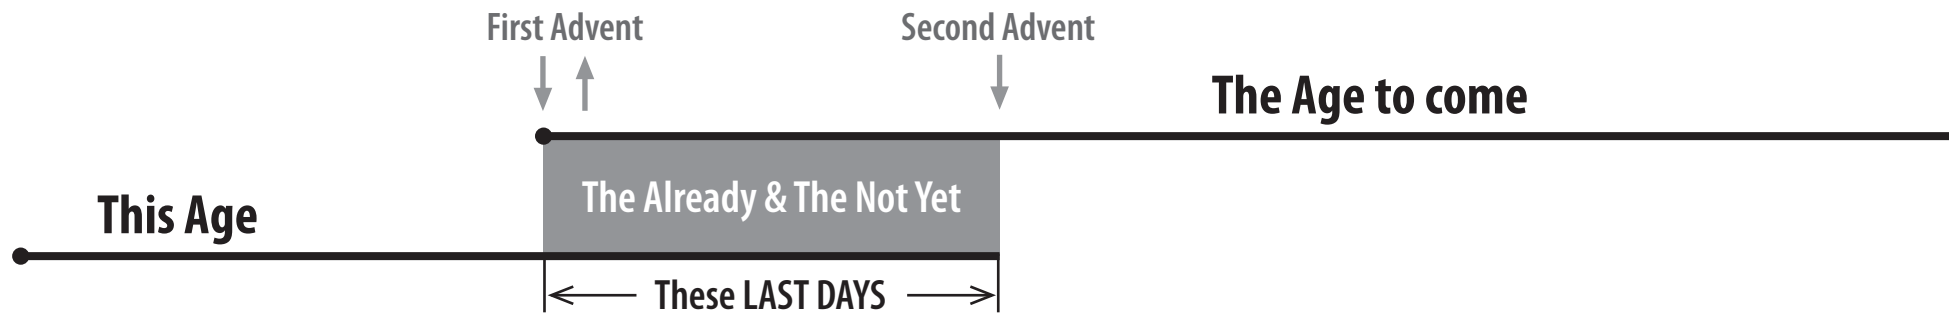 First Advent
Second Advent
The Age to come
The Already & The Not Yet
This Age
These LAST DAYS